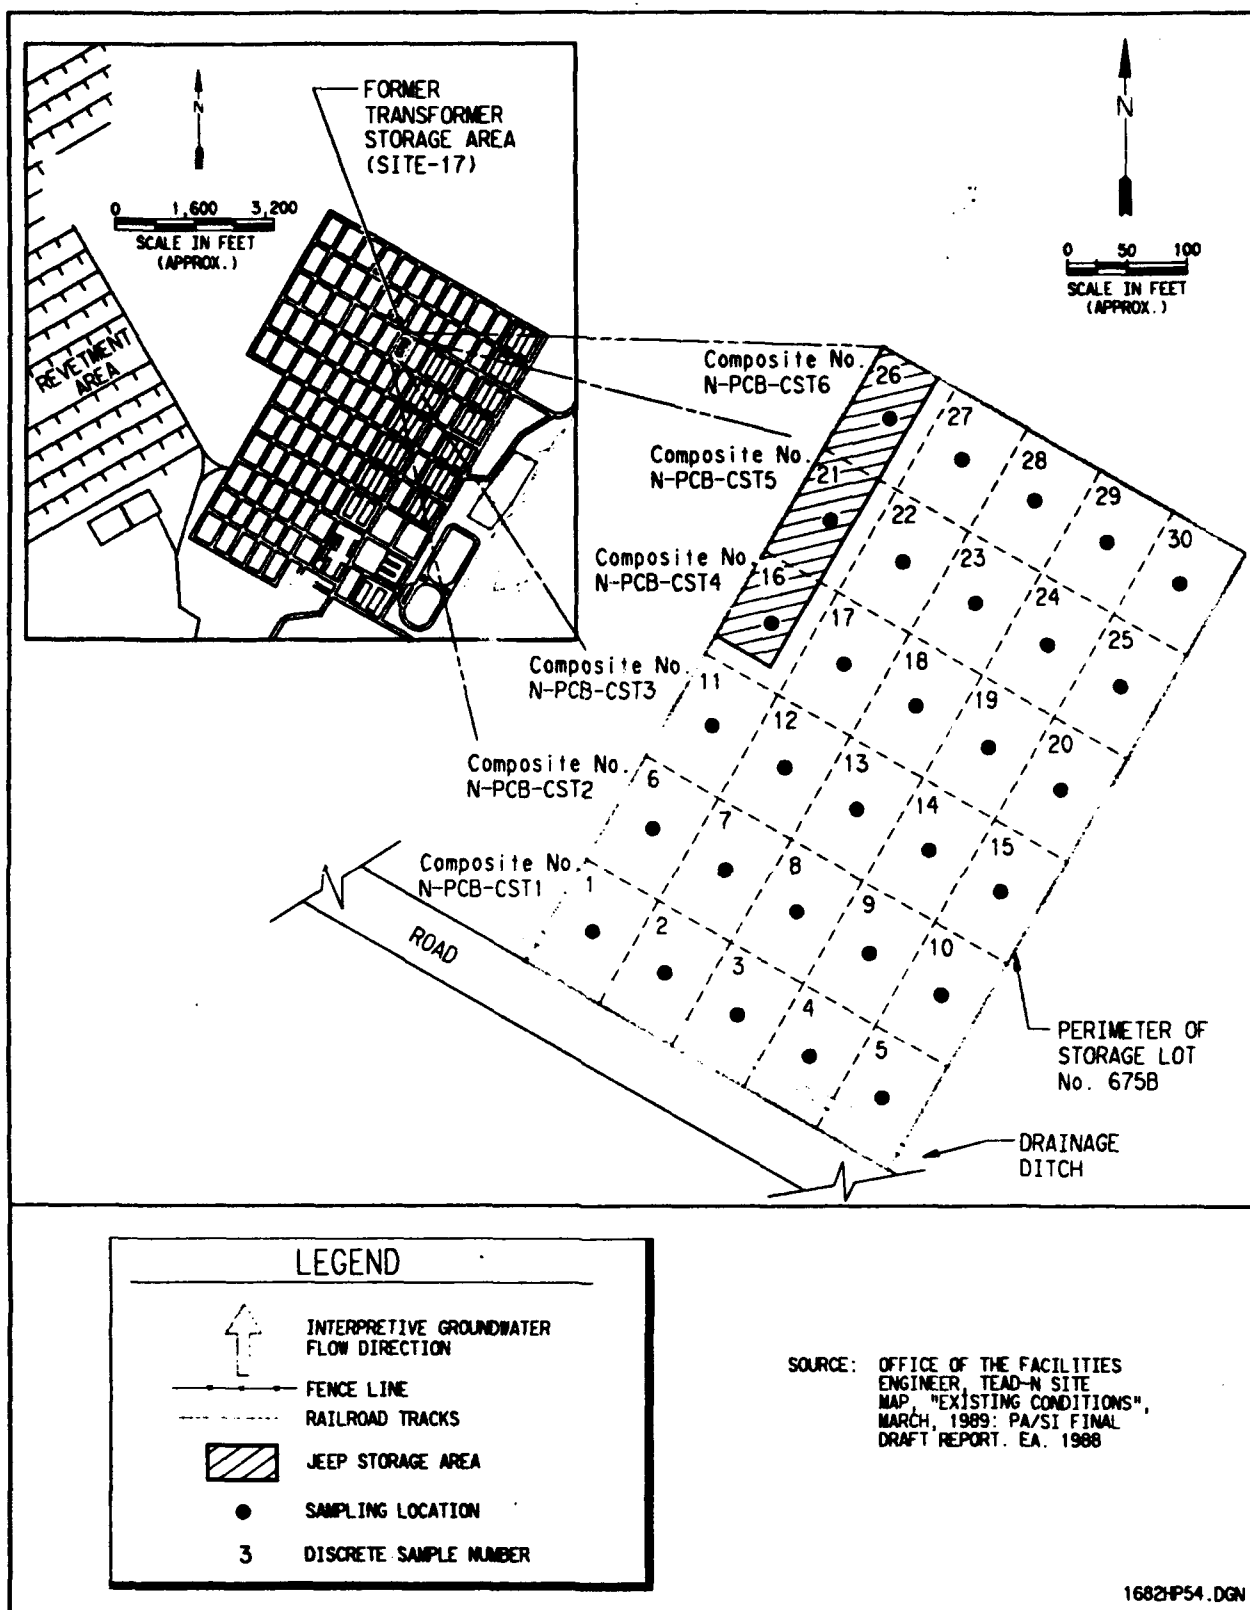 FORMER
TRANSFORMER
STORAGE AREA
(SITE-17)
N
0 1,600 3,200
SCALE IN FEET
(APPROX.)
REVETMENT
AREA
N
0 50 100
SCALE IN FEET
(APPROX.)
Composite No.
N-PCB-CST6
Composite No.
N-PCB-CST5
Composite No.
N-PCB-CST4
Composite No.
N-PCB-CST3
Composite No.
N-PCB-CST2
Composite No.
N-PCB-CST1
26 27 28 29 30
21 22 23 24 25
16 17 18 19 20
11 12 13 14 15
6 7 8 9 10
1 2 3 4 5
ROAD
PERIMETER OF
STORAGE LOT
No. 675B
DRAINAGE
DITCH
LEGEND
INTERPRETIVE GROUNDWATER
FLOW DIRECTION
FENCE LINE
RAILROAD TRACKS
JEEP STORAGE AREA
SAMPLING LOCATION
3 DISCRETE SAMPLE NUMBER
SOURCE: OFFICE OF THE FACILITIES
ENGINEER, TEAD-N SITE
MAP, "EXISTING CONDITIONS",
MARCH, 1989: PA/SI FINAL
DRAFT REPORT. EA. 1988
1682HP54.DGN